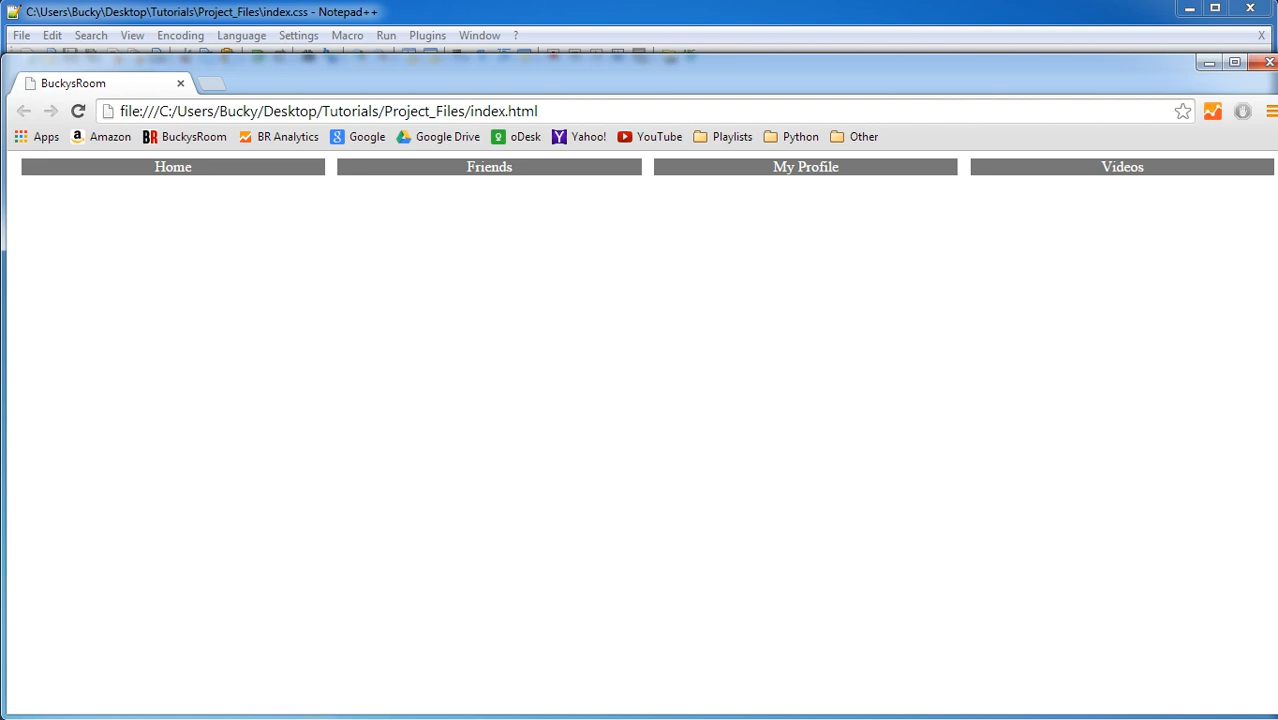 C:\Users\Bucky\Desktop\Tutorials\Project_Files\index.css - Notepad++
File Edit Search View Encoding Language Settings Macro Run Plugins Window ? X
BuckysRoom
file:///C:/Users/Bucky/Desktop/Tutorials/Project_Files/index.html
Apps Amazon BuckysRoom BR Analytics Google Google Drive oDesk Yahoo! YouTube Playlists Python Other
Home Friends My Profile Videos